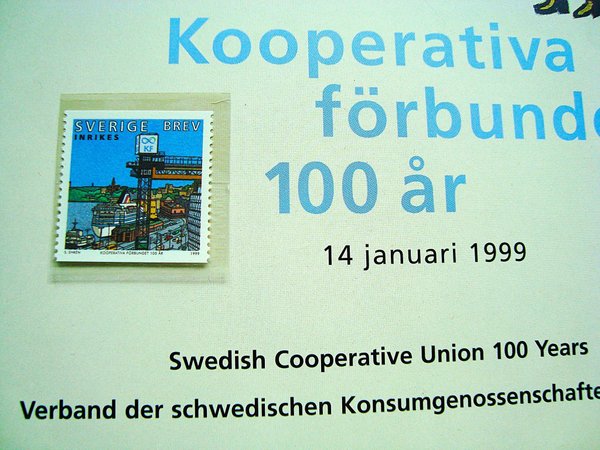 Kooperativa
förbunde
100 år
14 januari 1999
SVERIGE BREV
INRIKES
KF
S. EHRÉN KOOPERATIVA FÖRBUNDET 100 ÅR 1999
Swedish Cooperative Union 100 Years
Verband der schwedischen Konsumgenossenschafte